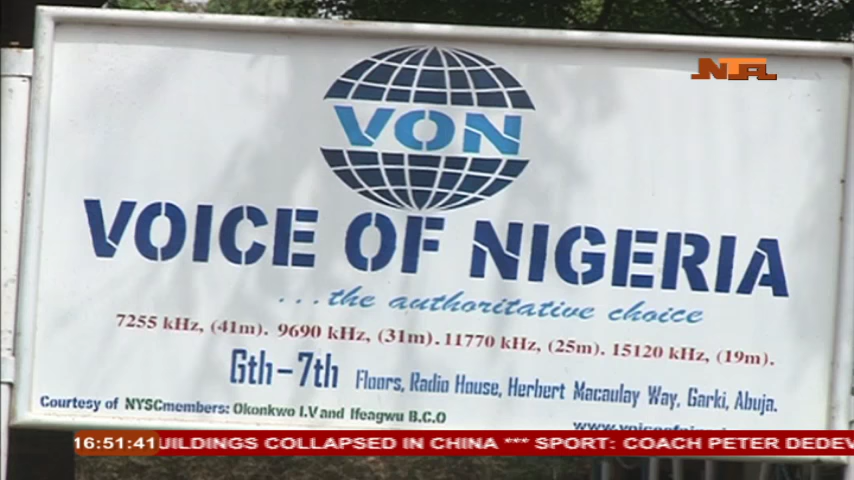 NTA
VON
VOICE OF NIGERIA
...the authoritative choice
7255 kHz, (41m). 9690 kHz, (31m). 11770 kHz, (25m). 15120 kHz, (19m).
6th-7th Floors, Radio House, Herbert Macaulay Way, Garki, Abuja.
Courtesy of NYSC members: Okonkwo I.V and Ifeagwu B.C.O
16:51:41 UILDINGS COLLAPSED IN CHINA *** SPORT: COACH PETER DEDEV